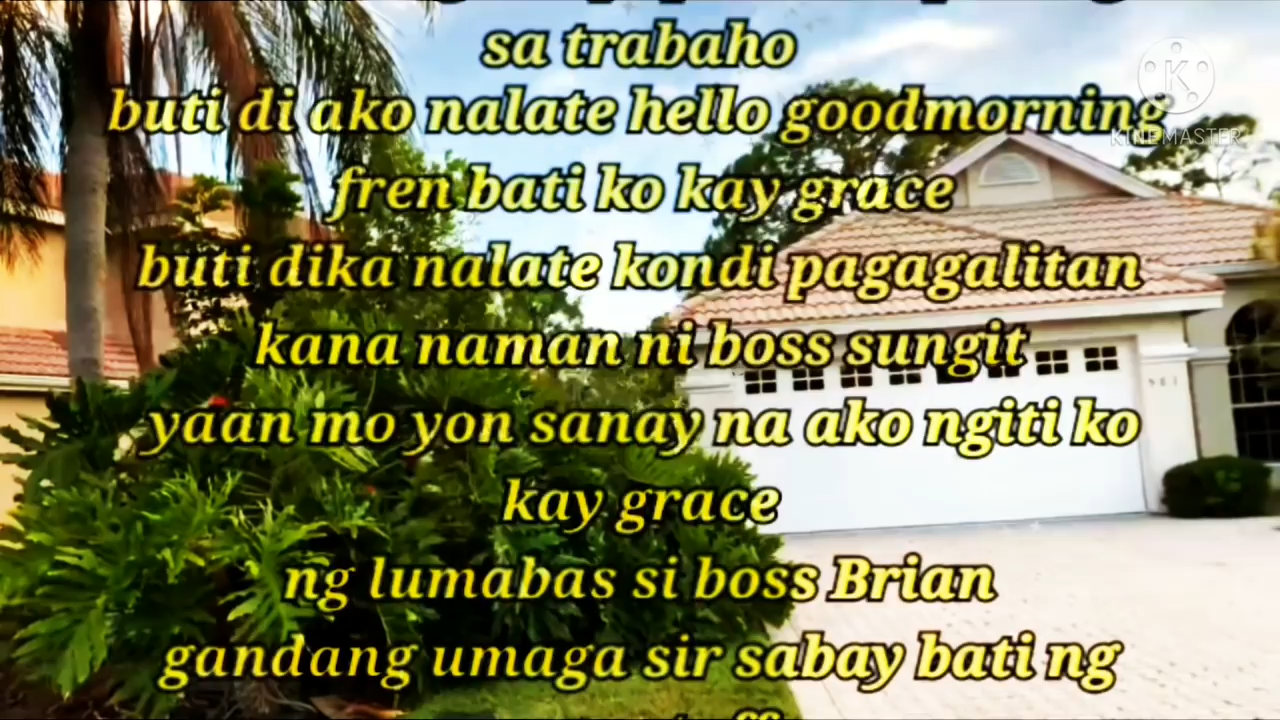 sa trabaho
buti di ako nalate hello goodmorning
fren bati ko kay grace
buti dika nalate kondi pagagalitan
kana naman ni boss sungit
yaan mo yon sanay na ako ngiti ko
kay grace
ng lumabas si boss Brian
gandang umaga sir sabay bati ng
K
KINEMASTER
981